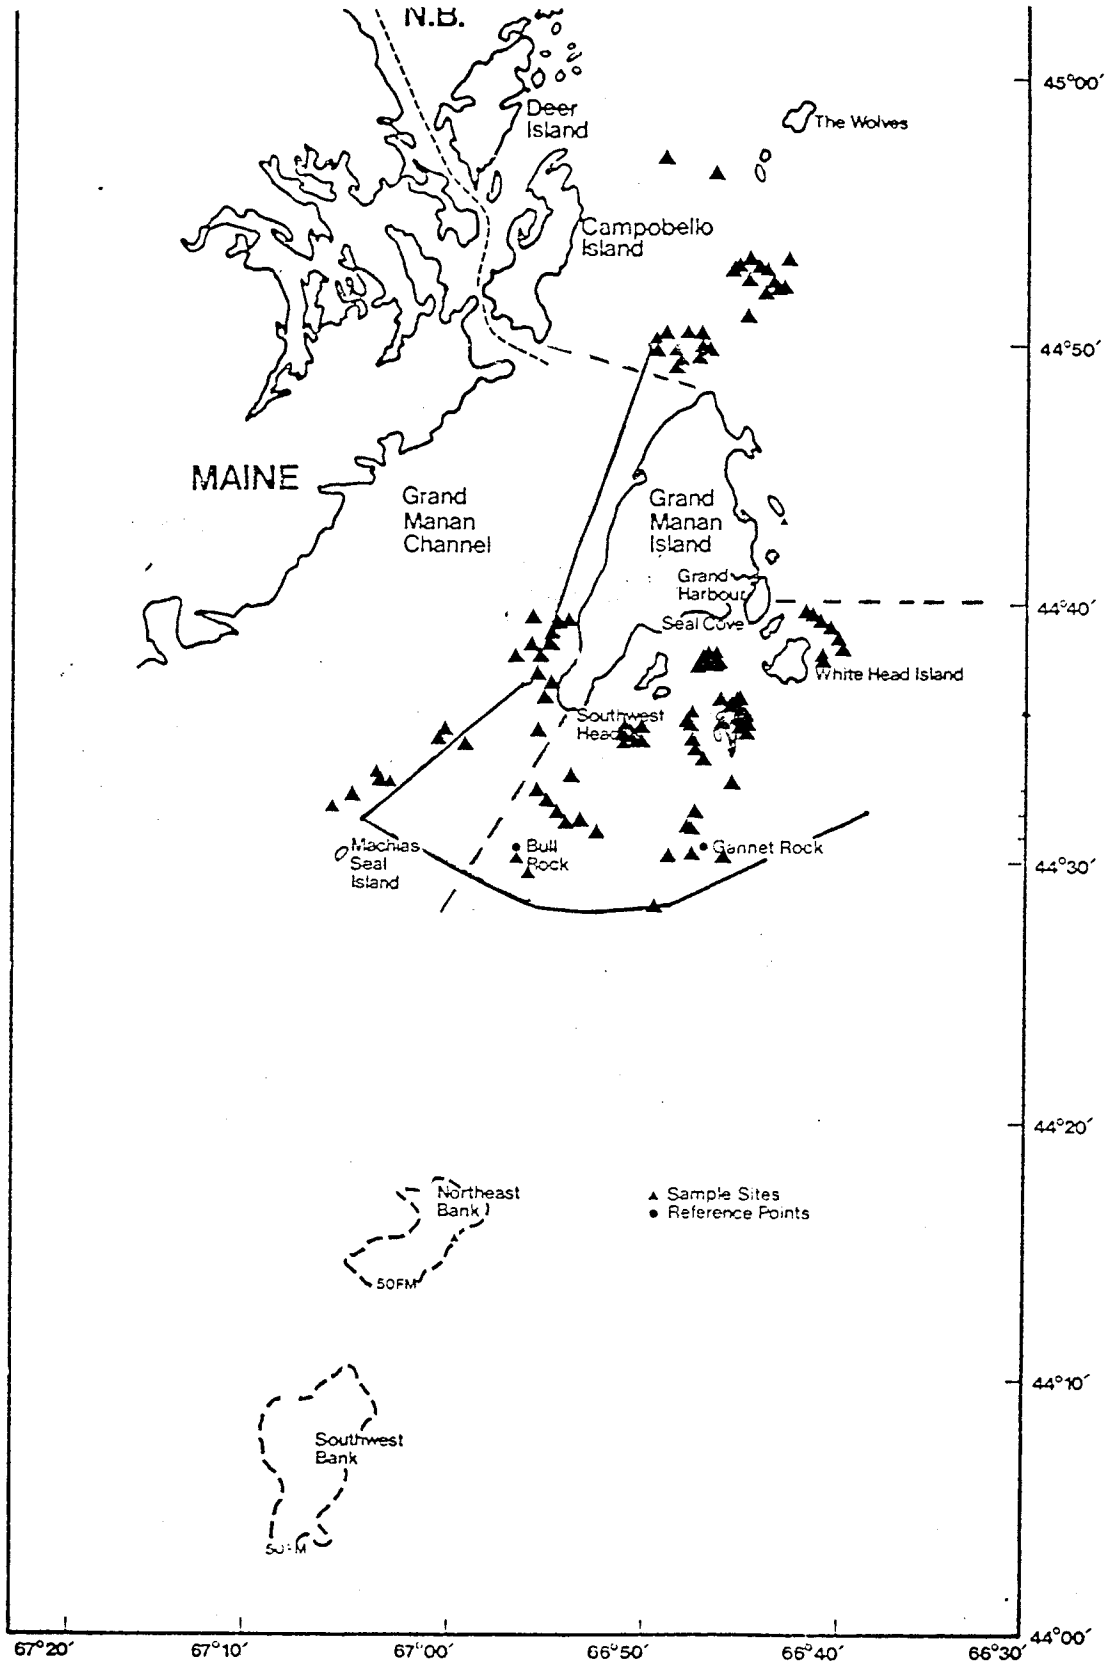 N.B.
45°00′
Deer
Island
The Wolves
Campobello
Island
44°50′
MAINE
Grand
Manan
Channel
Grand
Manan
Island
Grand
Harbour
44°40′
Seal Cove
White Head Island
Southwest
Head
Machias
Seal
Island
Bull
Rock
Gannet Rock
44°30′
44°20′
Northeast
Bank
Sample Sites
Reference Points
50FM
44°10′
Southwest
Bank
50FM
44°00′
67°20′
67°10′
67°00′
66°50′
66°40′
66°30′